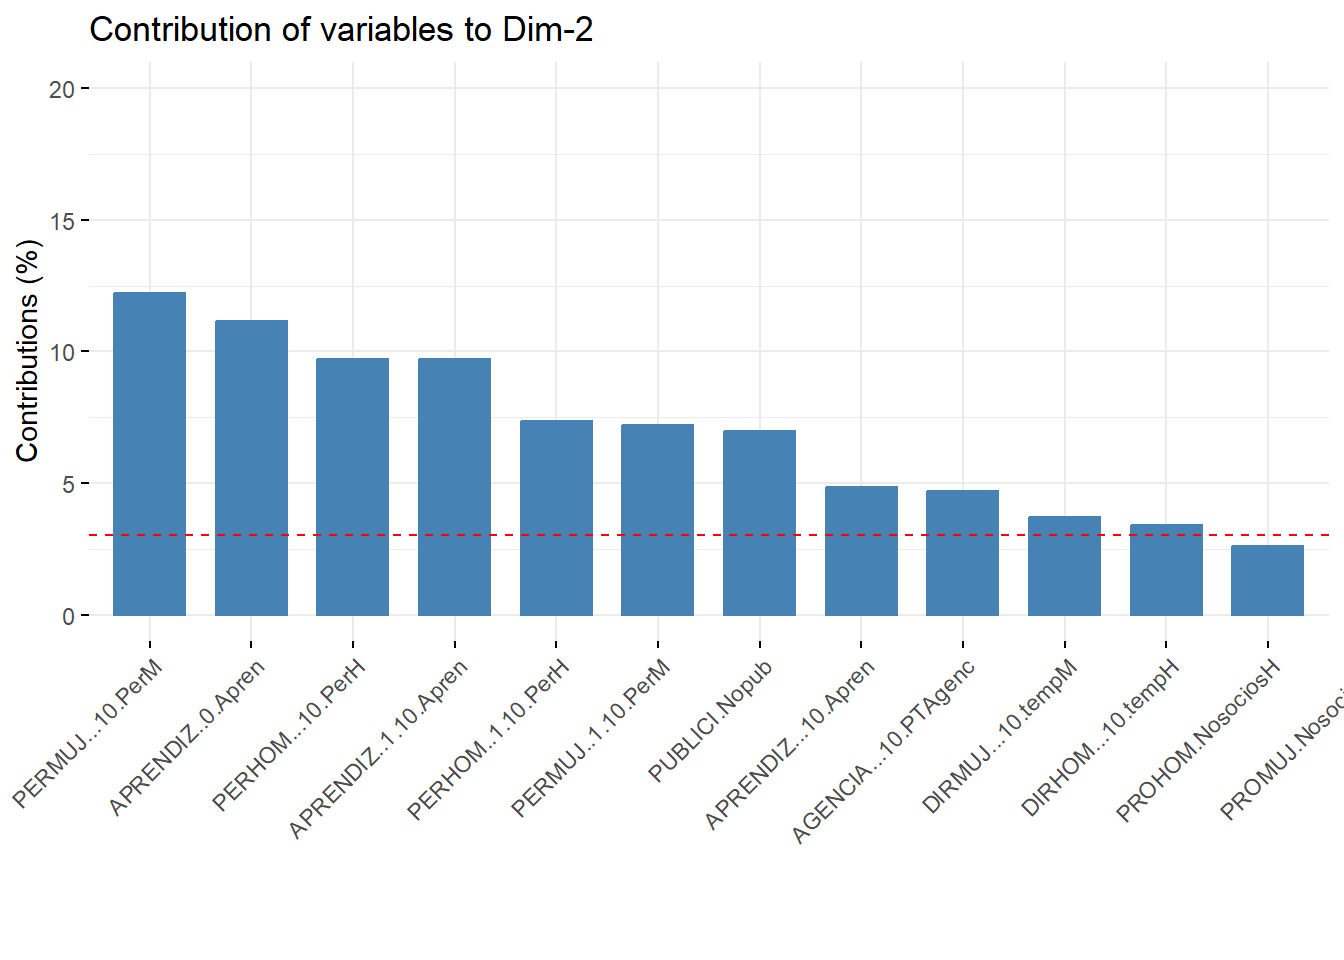 Contribution of variables to Dim-2
Contributions (%)
20
15
10
5
0
PERMUJ...10.PerM
APRENDIZ..0.Apren
PERHOM...10.PerH
APRENDIZ..1.10.Apren
PERHOM..1.10.PerH
PERMUJ..1.10.PerM
PUBLICI.Nopub
APRENDIZ...10.Apren
AGENCIA...10.PTAgenc
DIRMUJ...10.tempM
DIRHOM...10.tempH
PROHOM.NosociosH
PROMUJ.Nosoci